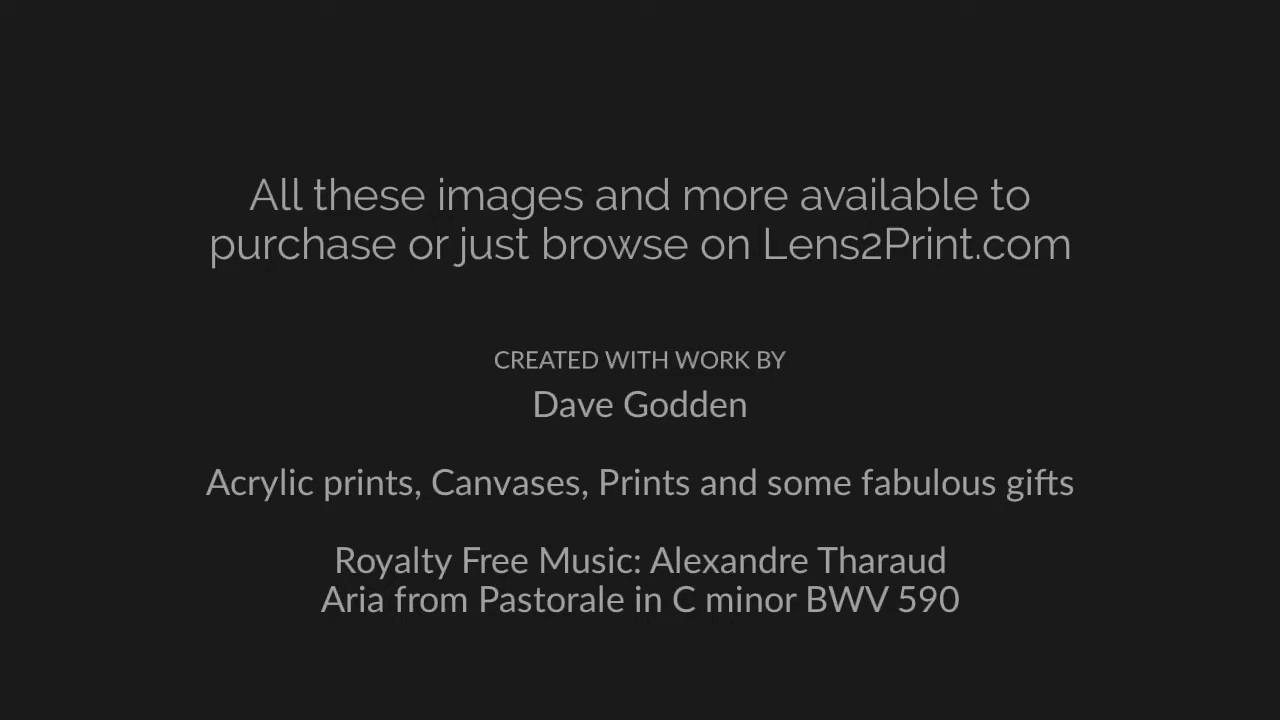 All these images and more available to
purchase or just browse on Lens2Print.com
CREATED WITH WORK BY
Dave Godden
Acrylic prints, Canvases, Prints and some fabulous gifts
Royalty Free Music: Alexandre Tharaud
Aria from Pastorale in C minor BWV 590